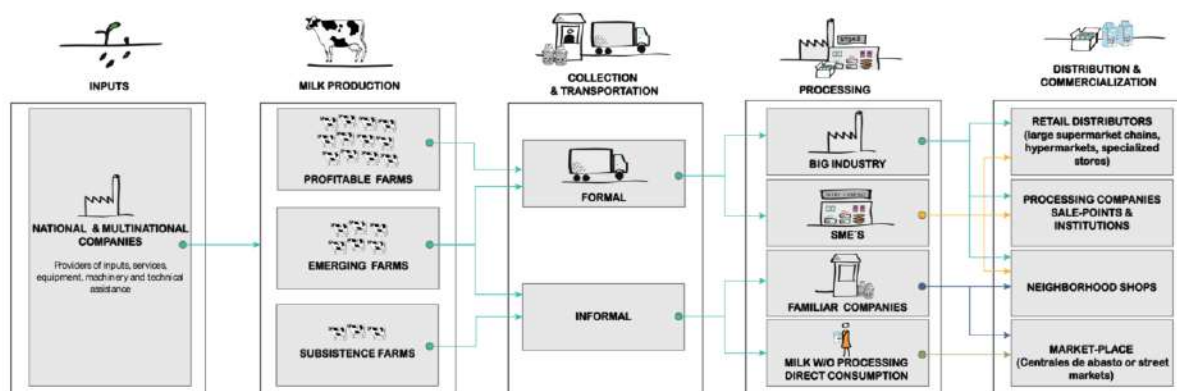 INPUTS
NATIONAL & MULTINATIONAL
COMPANIES
Providers of inputs, services,
equipment, machinery and technical
assistance
MILK PRODUCTION
PROFITABLE FARMS
EMERGING FARMS
SUBSISTENCE FARMS
COLLECTION
& TRANSPORTATION
FORMAL
INFORMAL
PROCESSING
BIG INDUSTRY
SME´S
FAMILIAR COMPANIES
MILK W/O PROCESSING
DIRECT CONSUMPTION
DISTRIBUTION &
COMMERCIALIZATION
RETAIL DISTRIBUTORS
(large supermarket chains,
hypermarkets, specialized
stores)
PROCESSING COMPANIES
SALE-POINTS &
INSTITUTIONS
NEIGHBORHOOD SHOPS
MARKET-PLACE
(Centrales de abasto or street
markets)